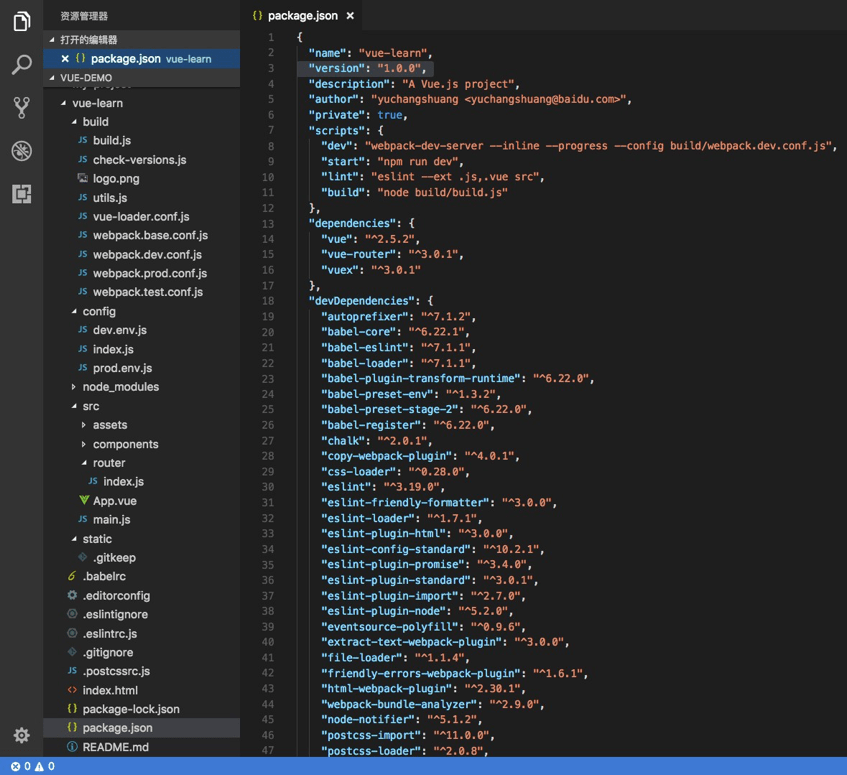 资源管理器
打开的编辑器
package.json vue-learn
VUE-DEMO
vue-learn
build
JS build.js
JS check-versions.js
logo.png
JS utils.js
JS vue-loader.conf.js
JS webpack.base.conf.js
JS webpack.dev.conf.js
JS webpack.prod.conf.js
JS webpack.test.conf.js
config
JS dev.env.js
JS index.js
JS prod.env.js
node_modules
src
assets
components
router
JS index.js
App.vue
JS main.js
static
.gitkeep
.babelrc
.editorconfig
.eslintignore
.eslintrc.js
.gitignore
JS .postcssrc.js
<> index.html
{} package-lock.json
{} package.json
README.md
0 0
{} package.json ×
1 {
2 "name": "vue-learn",
3 "version": "1.0.0",
4 "description": "A Vue.js project",
5 "author": "yuchangshuang <yuchangshuang@baidu.com>",
6 "private": true,
7 "scripts": {
8 "dev": "webpack-dev-server --inline --progress --config build/webpack.dev.conf.js",
9 "start": "npm run dev",
10 "lint": "eslint --ext .js,.vue src",
11 "build": "node build/build.js"
12 },
13 "dependencies": {
14 "vue": "^2.5.2",
15 "vue-router": "^3.0.1",
16 "vuex": "^3.0.1"
17 },
18 "devDependencies": {
19 "autoprefixer": "^7.1.2",
20 "babel-core": "^6.22.1",
21 "babel-eslint": "^7.1.1",
22 "babel-loader": "^7.1.1",
23 "babel-plugin-transform-runtime": "^6.22.0",
24 "babel-preset-env": "^1.3.2",
25 "babel-preset-stage-2": "^6.22.0",
26 "babel-register": "^6.22.0",
27 "chalk": "^2.0.1",
28 "copy-webpack-plugin": "^4.0.1",
29 "css-loader": "^0.28.0",
30 "eslint": "^3.19.0",
31 "eslint-friendly-formatter": "^3.0.0",
32 "eslint-loader": "^1.7.1",
33 "eslint-plugin-html": "^3.0.0",
34 "eslint-config-standard": "^10.2.1",
35 "eslint-plugin-promise": "^3.4.0",
36 "eslint-plugin-standard": "^3.0.1",
37 "eslint-plugin-import": "^2.7.0",
38 "eslint-plugin-node": "^5.2.0",
39 "eventsource-polyfill": "^0.9.6",
40 "extract-text-webpack-plugin": "^3.0.0",
41 "file-loader": "^1.1.4",
42 "friendly-errors-webpack-plugin": "^1.6.1",
43 "html-webpack-plugin": "^2.30.1",
44 "webpack-bundle-analyzer": "^2.9.0",
45 "node-notifier": "^5.1.2",
46 "postcss-import": "^11.0.0",
47 "postcss-loader": "^2.0.8",